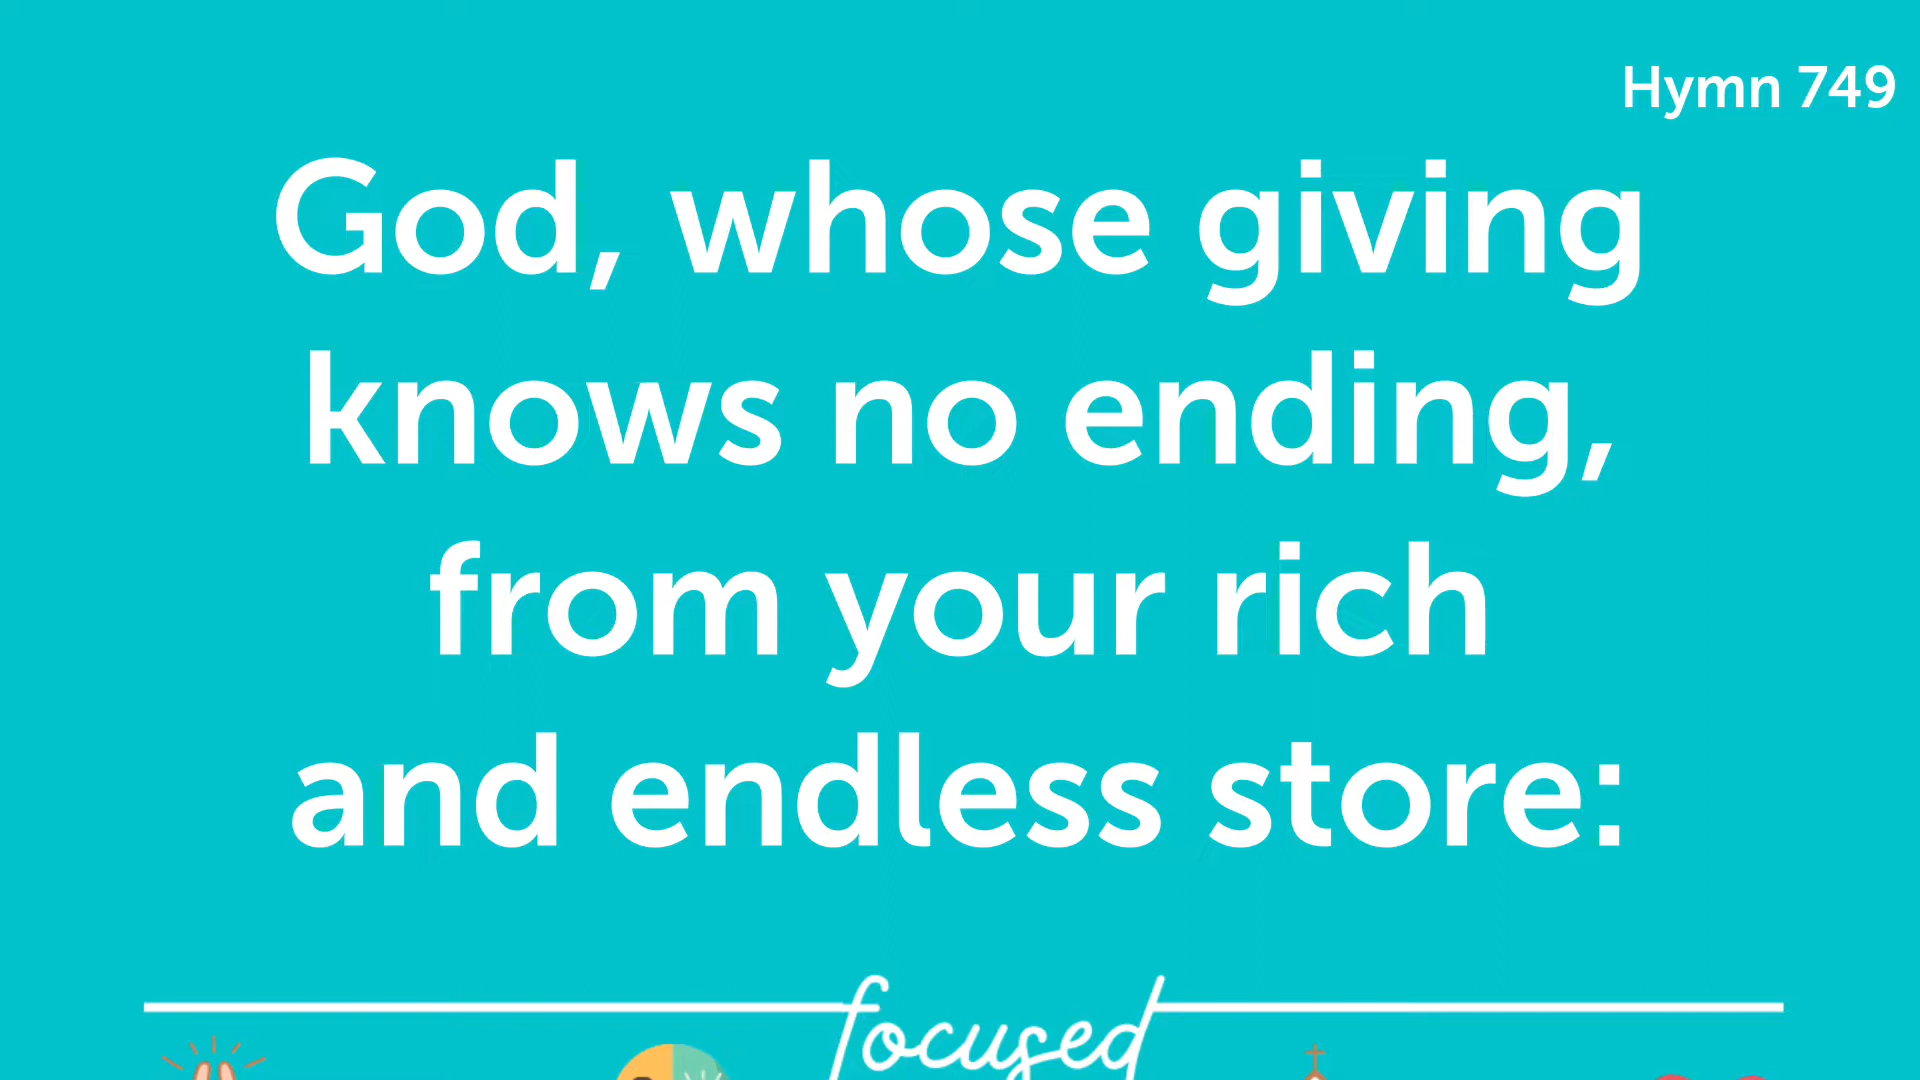 Hymn 749
God, whose giving
knows no ending,
from your rich
and endless store:
focused